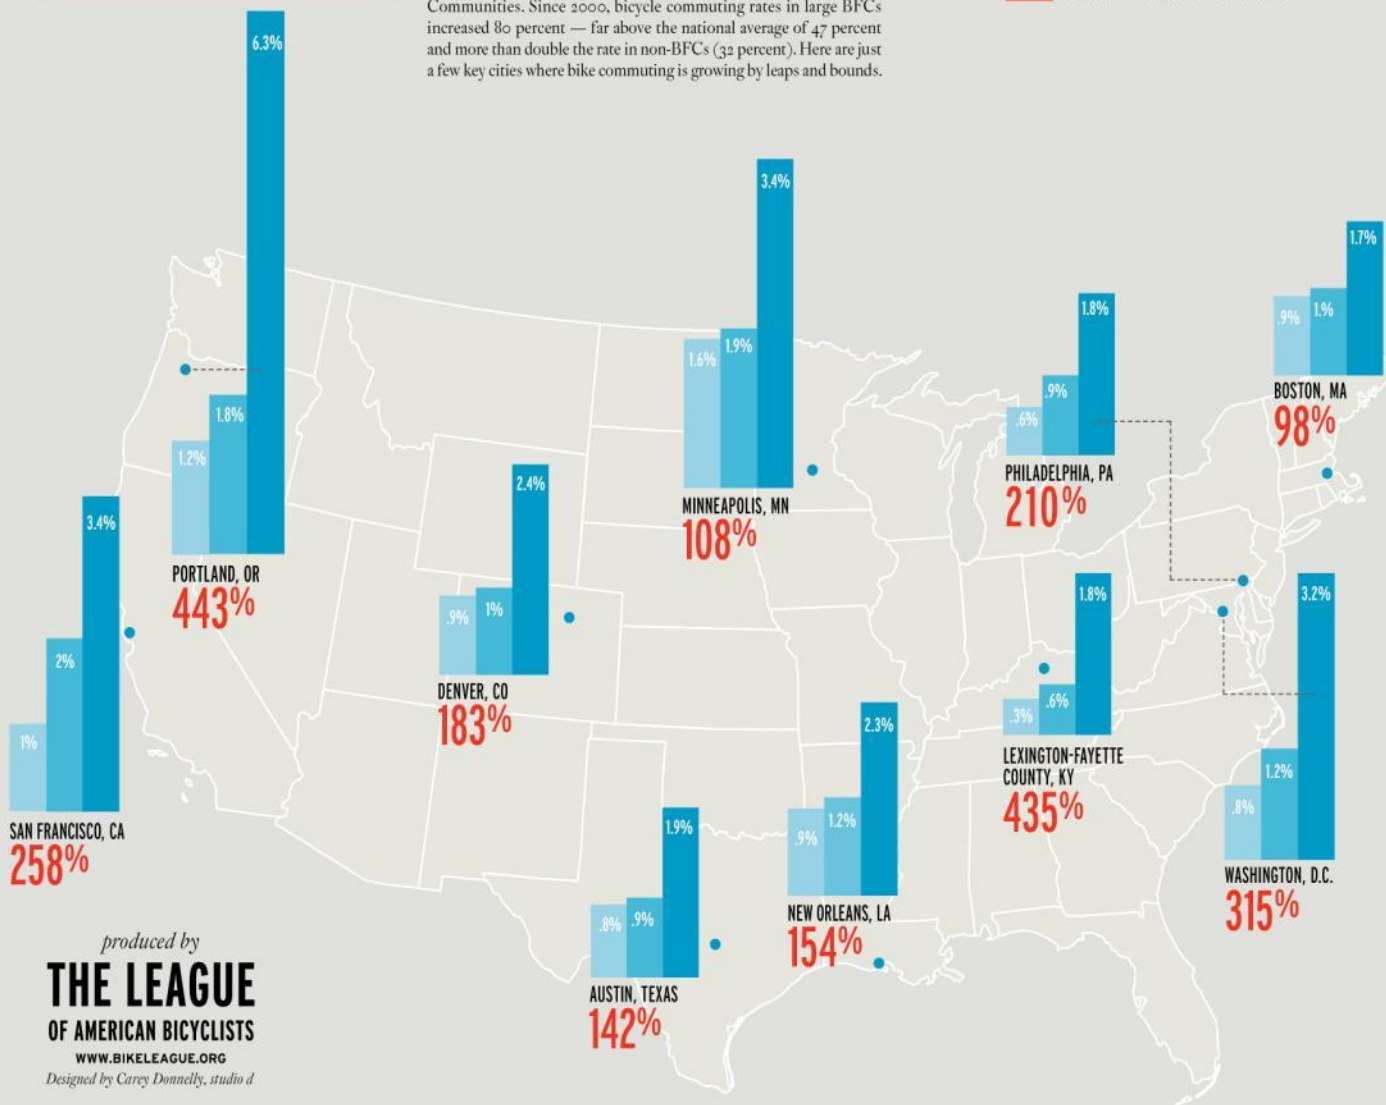 Communities. Since 2000, bicycle commuting rates in large BFCs
increased 80 percent — far above the national average of 47 percent
and more than double the rate in non-BFCs (32 percent). Here are just
a few key cities where bike commuting is growing by leaps and bounds.
6.3%
1.8%
1.2%
PORTLAND, OR
443%
3.4%
2%
1%
SAN FRANCISCO, CA
258%
.9%
1%
2.4%
DENVER, CO
183%
1.6%
1.9%
3.4%
MINNEAPOLIS, MN
108%
.6%
.9%
1.8%
PHILADELPHIA, PA
210%
.9%
1.%
1.7%
BOSTON, MA
98%
.3%
.6%
1.8%
LEXINGTON-FAYETTE
COUNTY, KY
435%
.8%
1.2%
3.2%
WASHINGTON, D.C.
315%
.9%
1.2%
2.3%
NEW ORLEANS, LA
154%
.8%
.9%
1.9%
AUSTIN, TEXAS
142%
produced by
THE LEAGUE
OF AMERICAN BICYCLISTS
WWW.BIKELEAGUE.ORG
Designed by Carey Donnelly, studio d